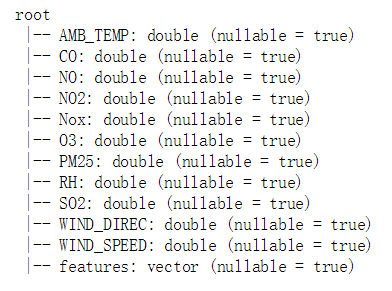 root
|-- AMB_TEMP: double (nullable = true)
|-- CO: double (nullable = true)
|-- NO: double (nullable = true)
|-- NO2: double (nullable = true)
|-- Nox: double (nullable = true)
|-- O3: double (nullable = true)
|-- PM25: double (nullable = true)
|-- RH: double (nullable = true)
|-- SO2: double (nullable = true)
|-- WIND_DIREC: double (nullable = true)
|-- WIND_SPEED: double (nullable = true)
|-- features: vector (nullable = true)